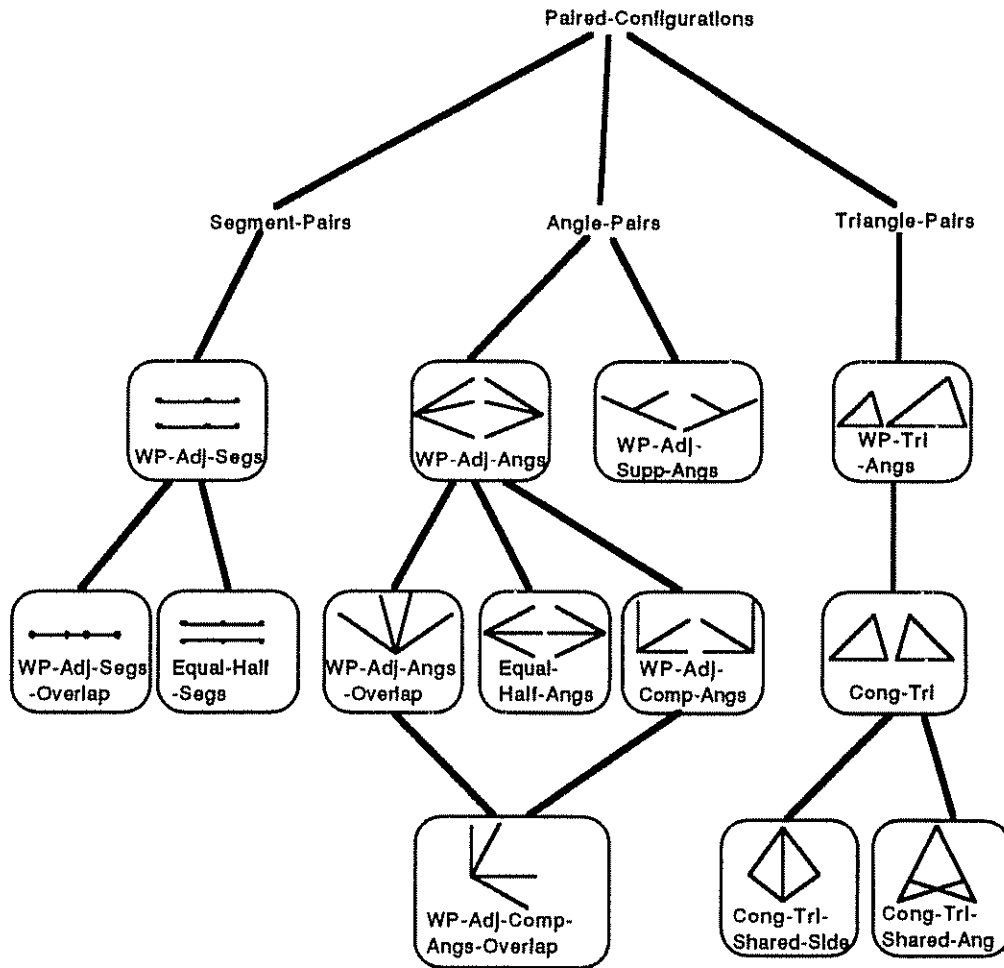 Paired-Configurations
Segment-Pairs
Angle-Pairs
Triangle-Pairs
WP-Adj-Segs
WP-Adj-Angs
WP-Adj-
Supp-Angs
WP-Tri
-Angs
WP-Adj-Segs
-Overlap
Equal-Half
-Segs
WP-Adj-Angs
-Overlap
Equal-
Half-Angs
WP-Adj-
Comp-Angs
Cong-Tri
WP-Adj-Comp-
Angs-Overlap
Cong-Tri-
Shared-Side
Cong-Tri-
Shared-Ang